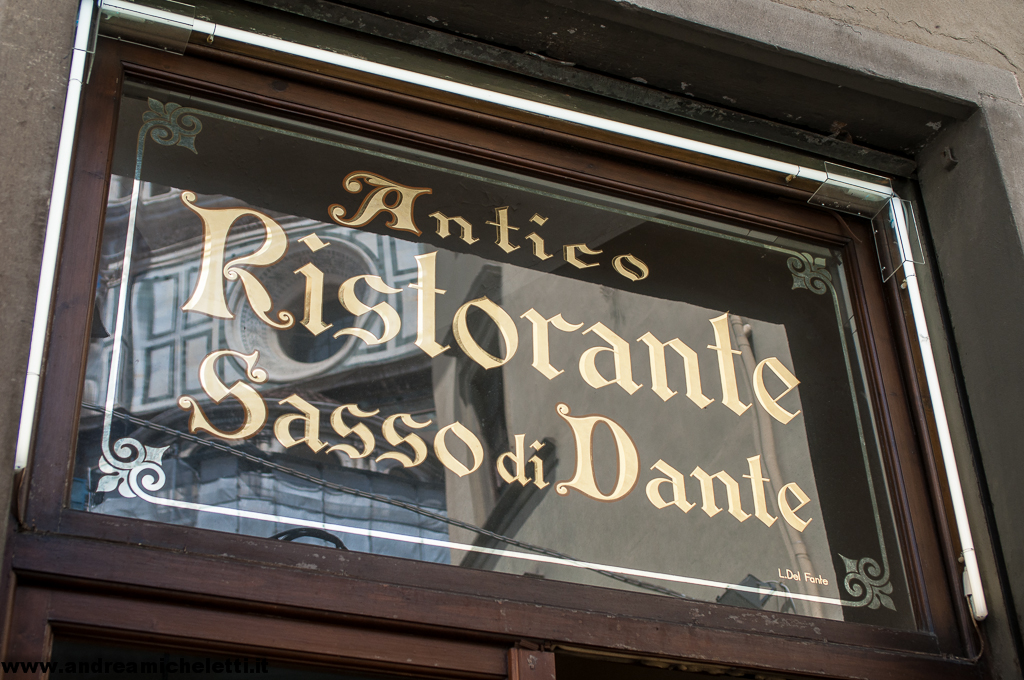 Antico
Ristorante
Sasso di Dante
L.Del Fante
www.andreamicheletti.it